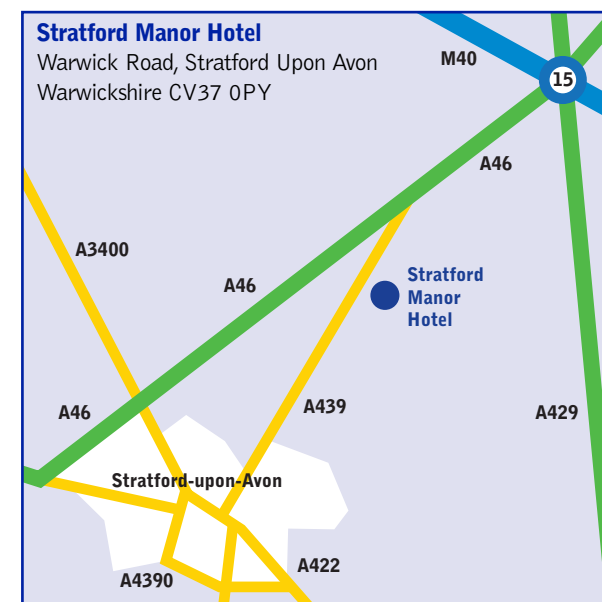 Stratford Manor Hotel
Warwick Road, Stratford Upon Avon
Warwickshire CV37 0PY
M40
15
A46
A3400
A46
Stratford
Manor
Hotel
A46
A439
A429
Stratford-upon-Avon
A4390
A422